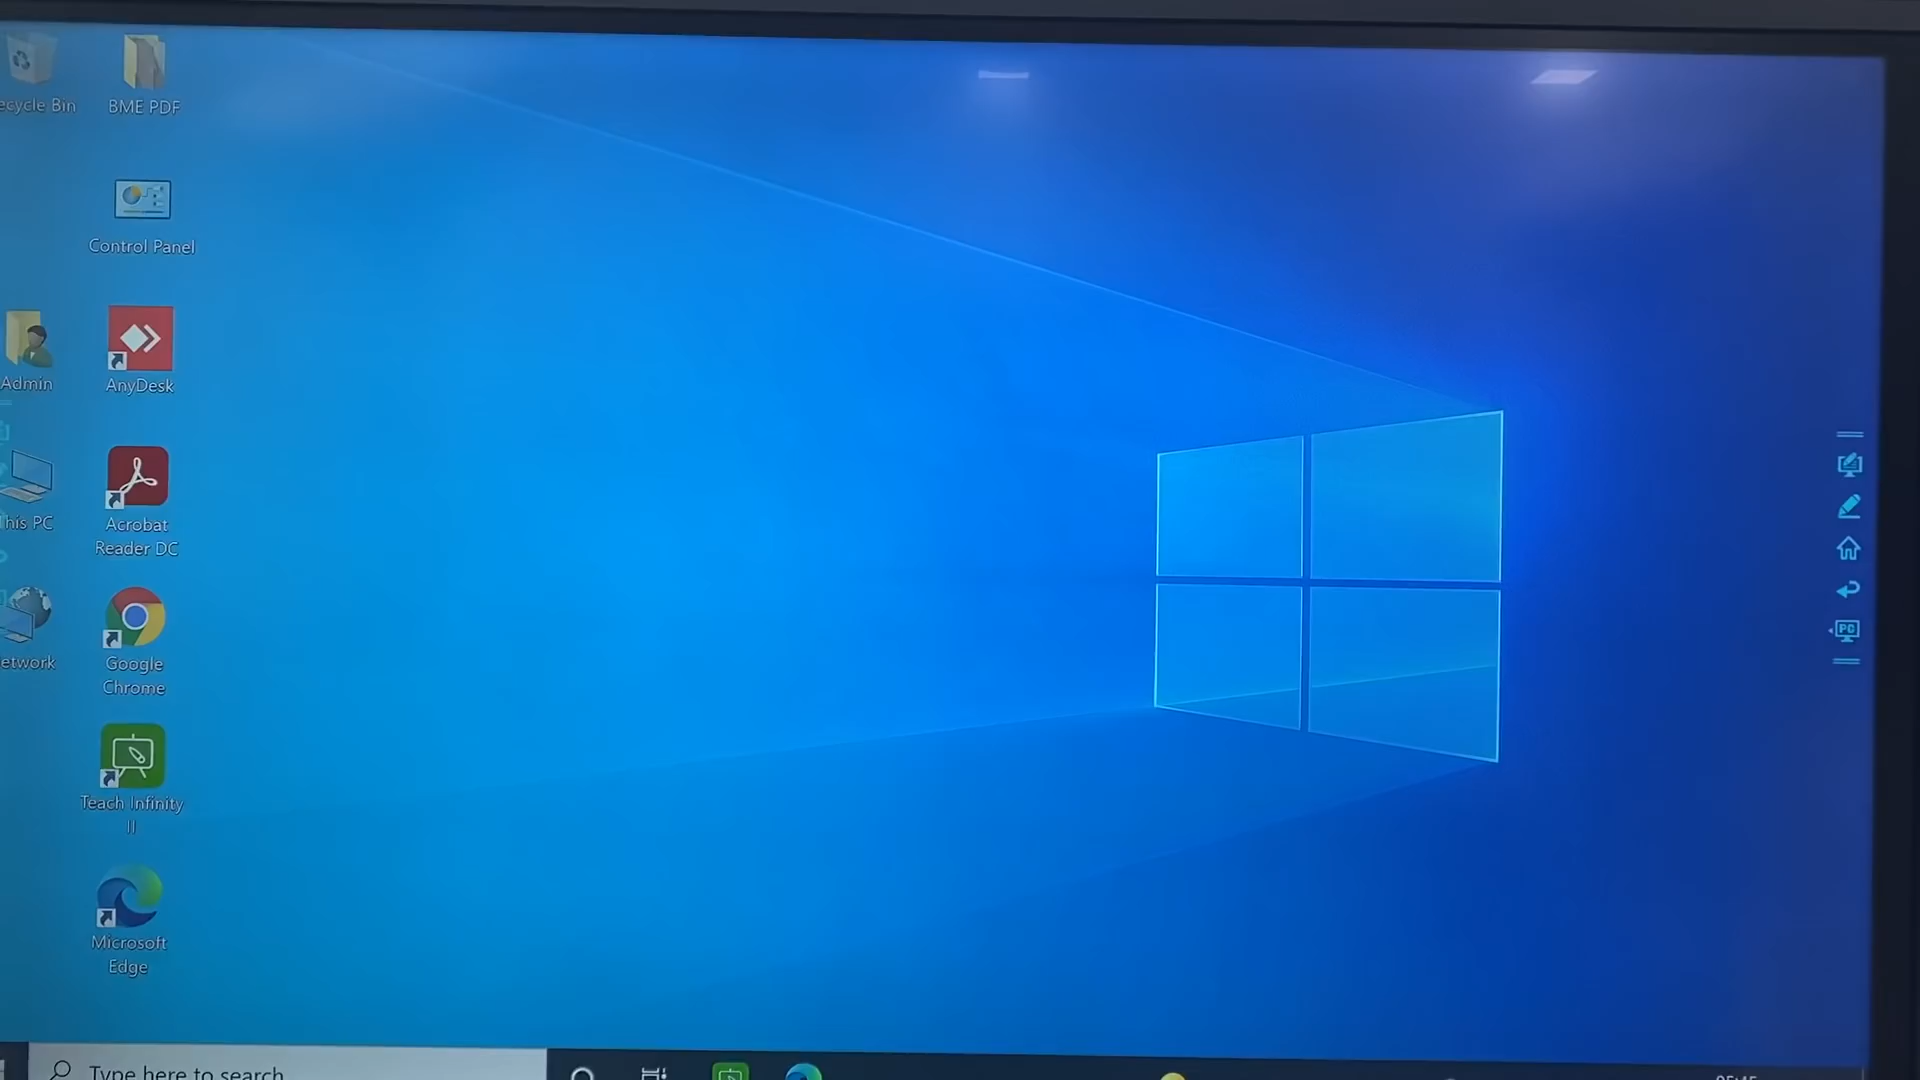 ecycle Bin
BME PDF
Control Panel
Admin
AnyDesk
his PC
Acrobat
Reader DC
etwork
Google
Chrome
Teach Infinity
II
Microsoft
Edge
PC
Type here to search